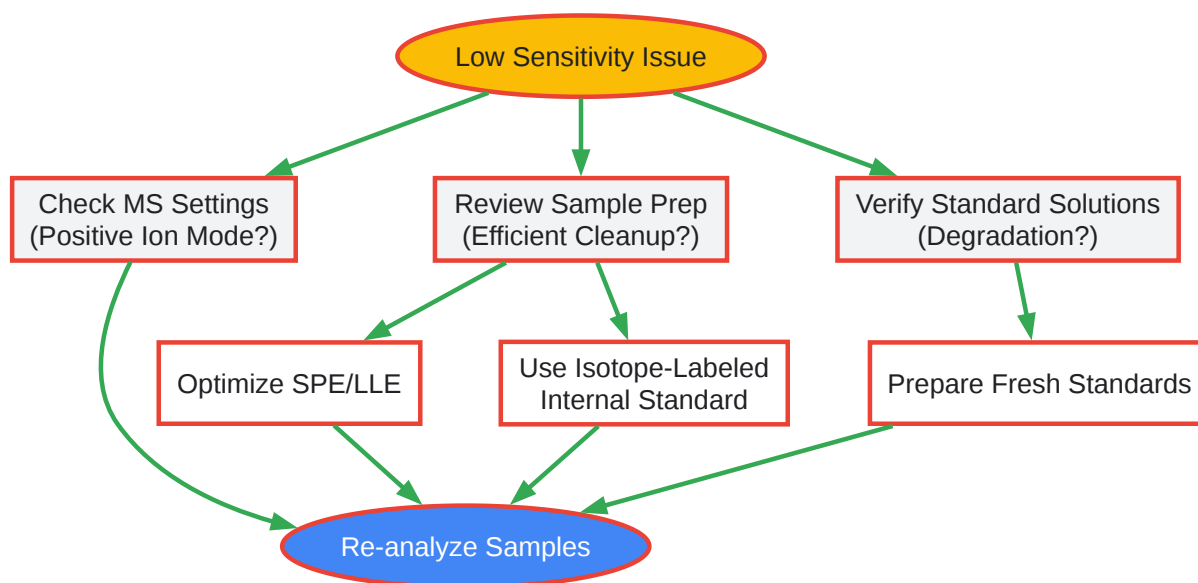 Low Sensitivity Issue
Check MS Settings
(Positive Ion Mode?)
Review Sample Prep
(Efficient Cleanup?)
Verify Standard Solutions
(Degradation?)
Optimize SPE/LLE
Use Isotope-Labeled
Internal Standard
Prepare Fresh Standards
Re-analyze Samples